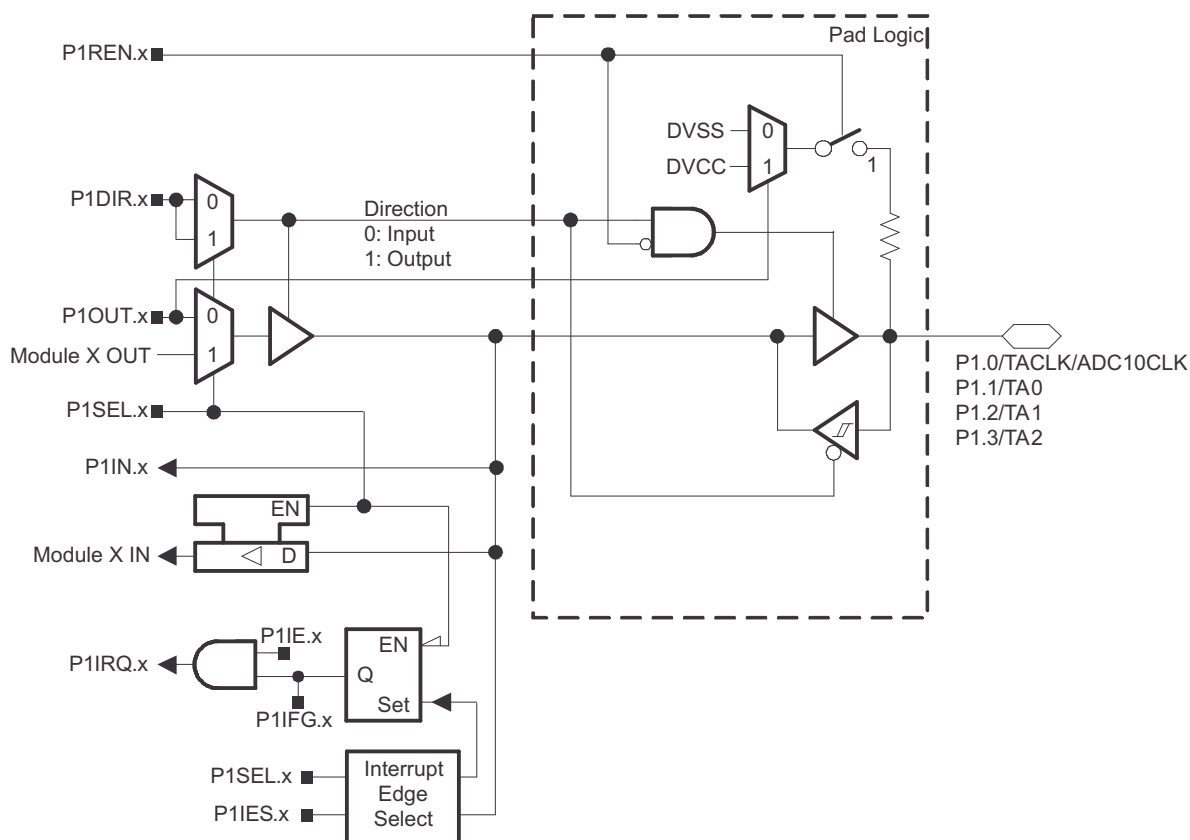 Pad Logic
P1REN.x
DVSS
0
DVCC
1
1
P1DIR.x
0
1
Direction
0: Input
1: Output
P1OUT.x
0
Module X OUT
1
P1.0/TACLK/ADC10CLK
P1.1/TA0
P1.2/TA1
P1.3/TA2
P1SEL.x
P1IN.x
EN
Module X IN
D
P1IE.x
P1IRQ.x
EN
Q
Set
P1IFG.x
P1SEL.x
P1IES.x
Interrupt
Edge
Select